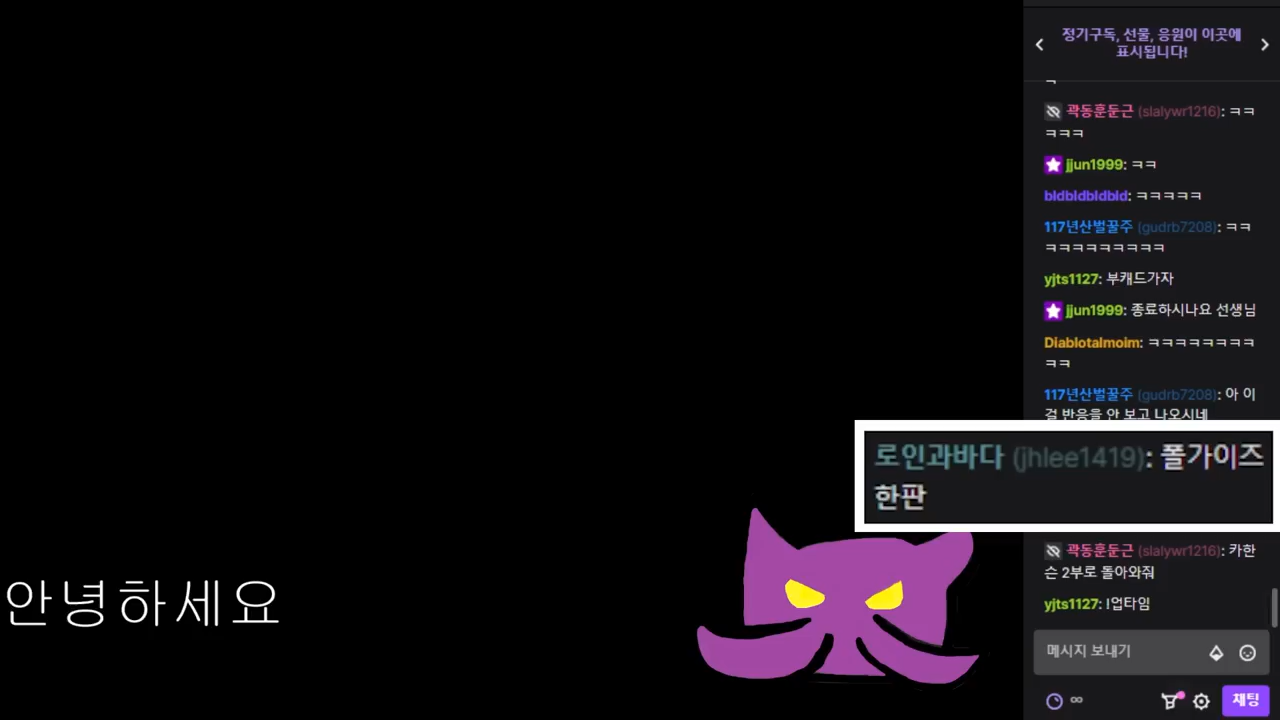 정기구독, 선물, 응원이 이곳에
표시됩니다!
ㅋ
곽동훈둔근 (slalywr1216): ㅋㅋ
ㅋㅋㅋ
jjun1999: ㅋㅋ
bldbldbldbld: ㅋㅋㅋㅋㅋ
117년산벌꿀주 (gudrb7208): ㅋㅋ
ㅋㅋㅋㅋㅋㅋㅋㅋㅋ
yjts1127: 부캐드가자
jjun1999: 종료하시나요 선생님
Diablotalmoim: ㅋㅋㅋㅋㅋㅋㅋㅋ
ㅋㅋ
117년산벌꿀주 (gudrb7208): 아 이
걸 반응을 안 보고 나오시네
로인과바다 (jhlee1419): 폴가이즈
한판
곽동훈둔근 (slalywr1216): 카한
슨 2부로 돌아와줘
yjts1127: l업타임
안녕하세요
메시지 보내기
채팅